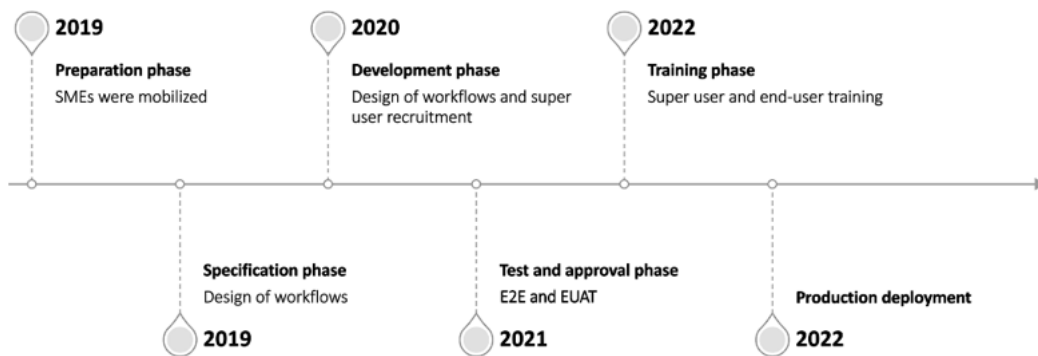 2019
Preparation phase
SMEs were mobilized
2020
Development phase
Design of workflows and super
user recruitment
2022
Training phase
Super user and end-user training
Specification phase
Design of workflows
2019
Test and approval phase
E2E and EUAT
2021
Production deployment
2022